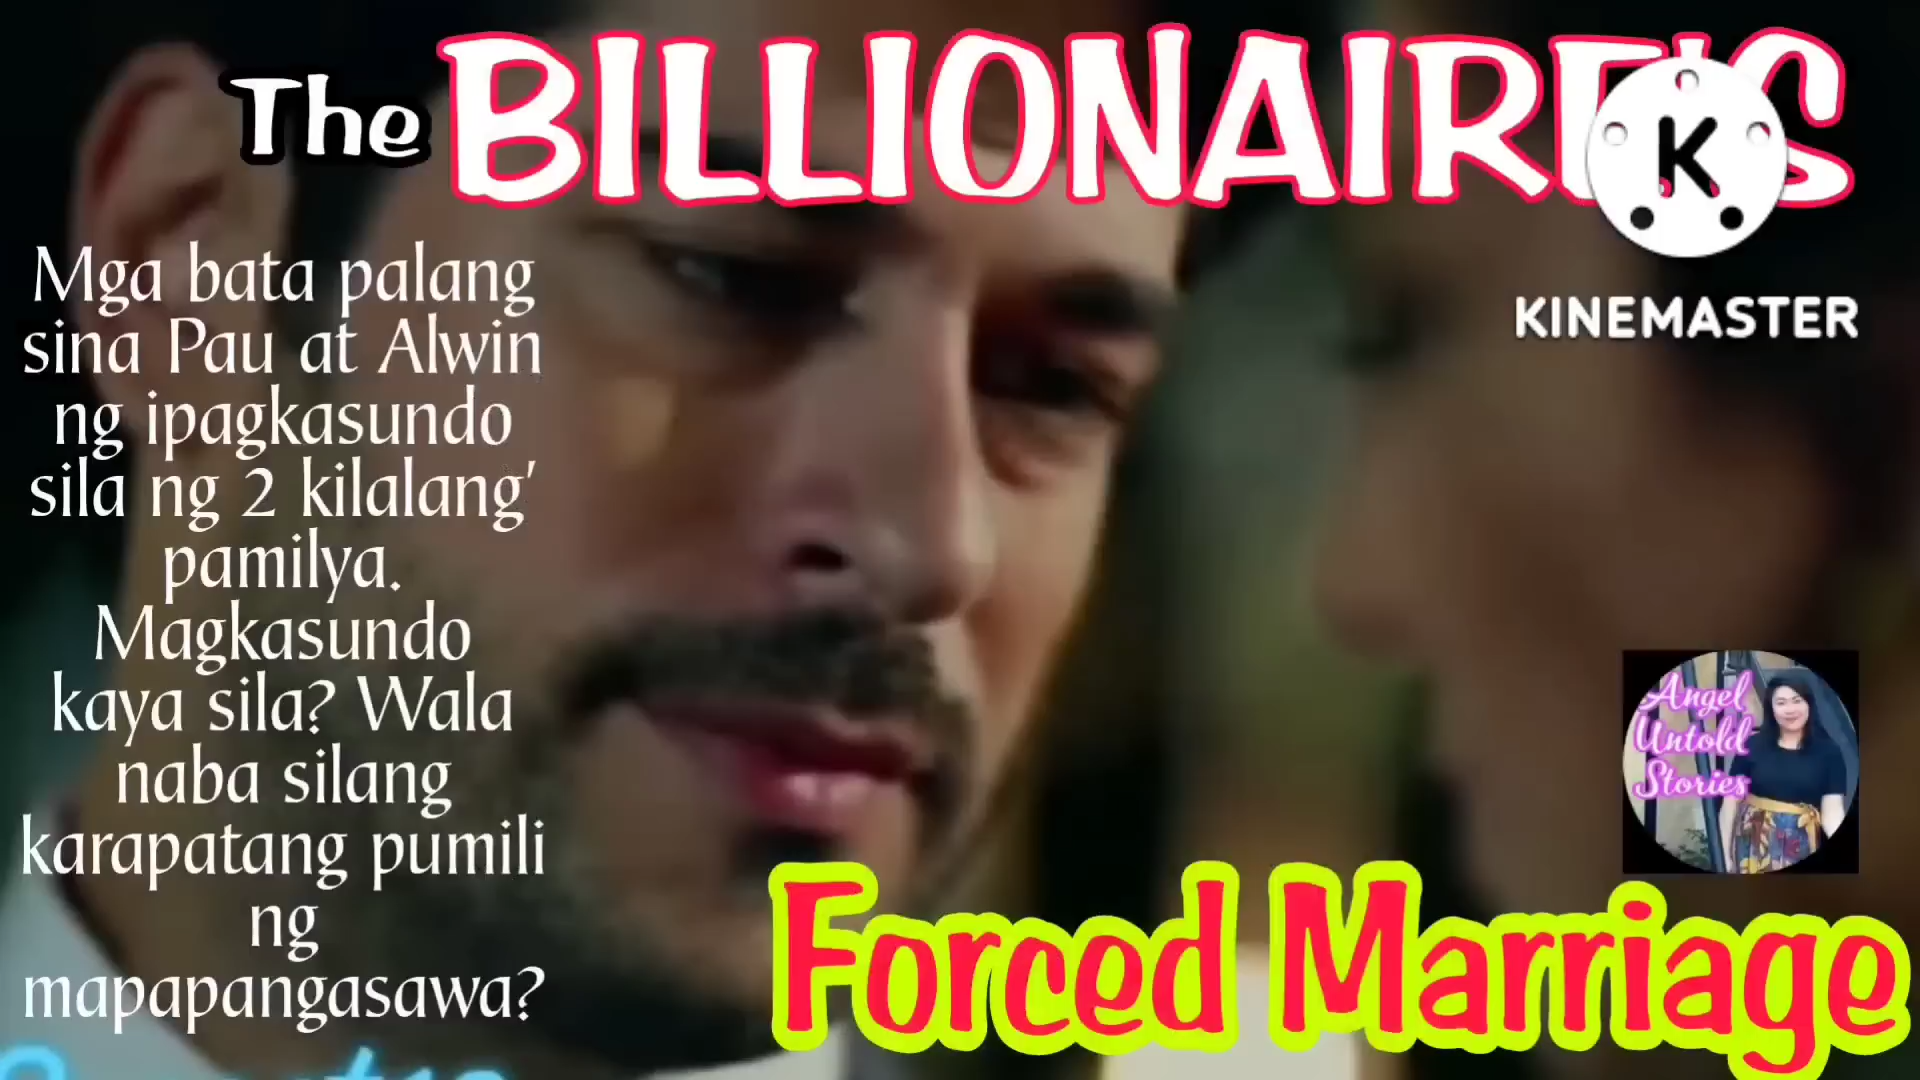 The BILLIONAIRE'S
KINEMASTER
Mga bata palang
sina Pau at Alwin
ng ipagkasundo
sila ng 2 kilalang'
pamilya.
Magkasundo
kaya sila? Wala
naba silang
karapatang pumili
ng
mapapangasawa?
Angel
Untold
Stories
Forced Marriage